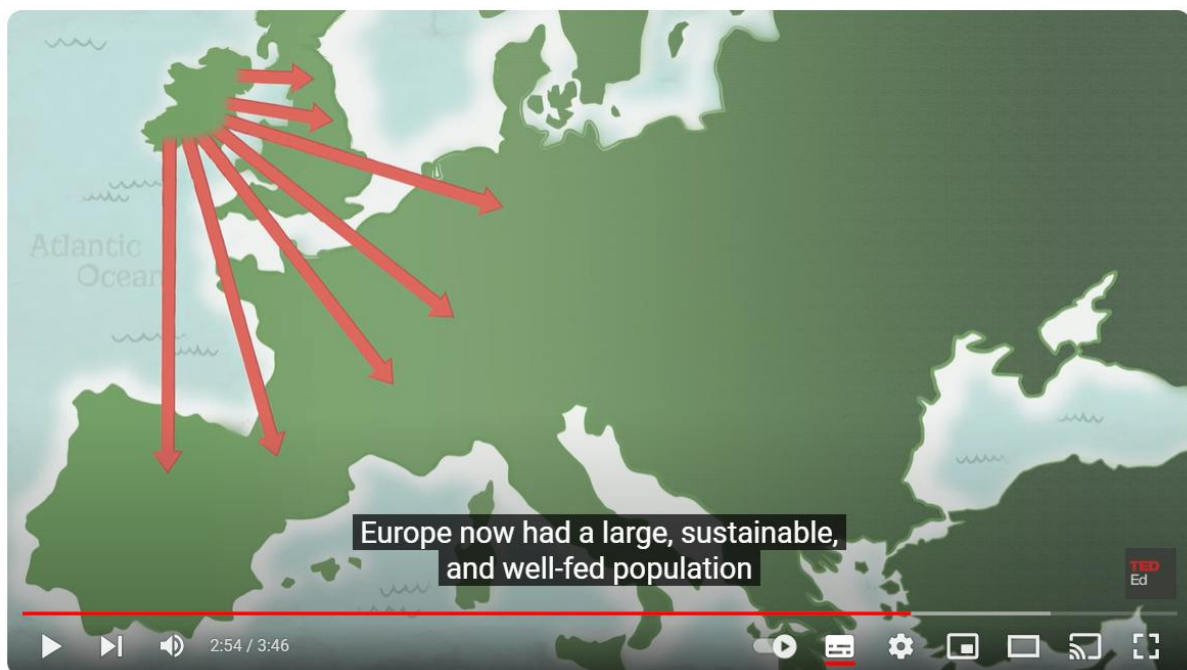 Atlantic
Ocean
Europe now had a large, sustainable,
and well-fed population
TED
Ed
2:54 / 3:46